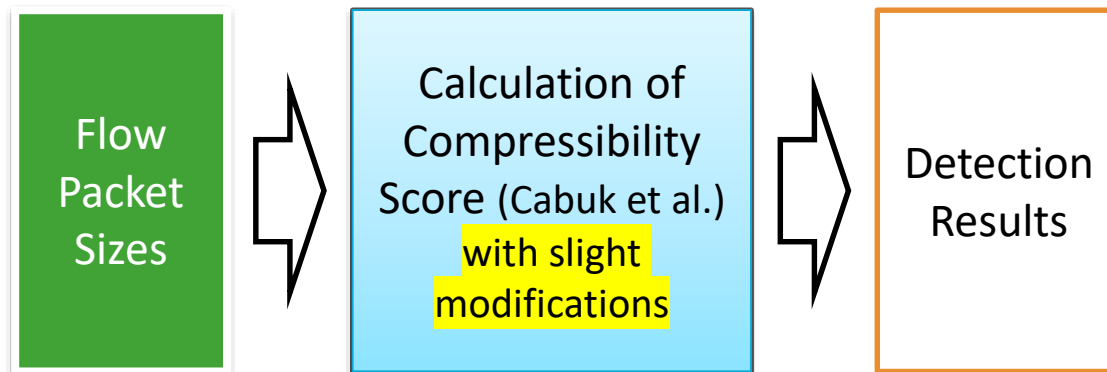 Flow
Packet
Sizes
Calculation of
Compressibility
Score (Cabuk et al.)
with slight
modifications
Detection
Results